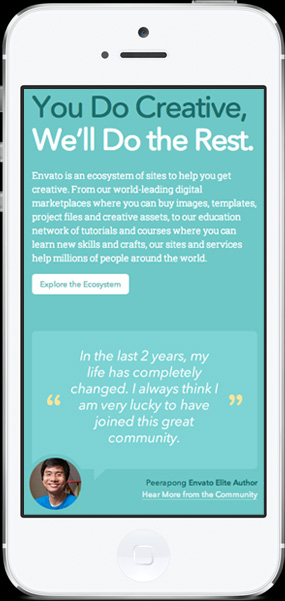 You Do Creative,
We'll Do the Rest.
Envato is an ecosystem of sites to help you get
creative. From our world-leading digital
marketplaces where you can buy images, templates,
project files and creative assets, to our education
network of tutorials and courses where you can
learn new skills and crafts, our sites and services
help millions of people around the world.
Explore the Ecosystem
In the last 2 years, my
life has completely
changed. I always think I
“ am very lucky to have ”
joined this great
community.
Peerapong Envato Elite Author
Hear More from the Community